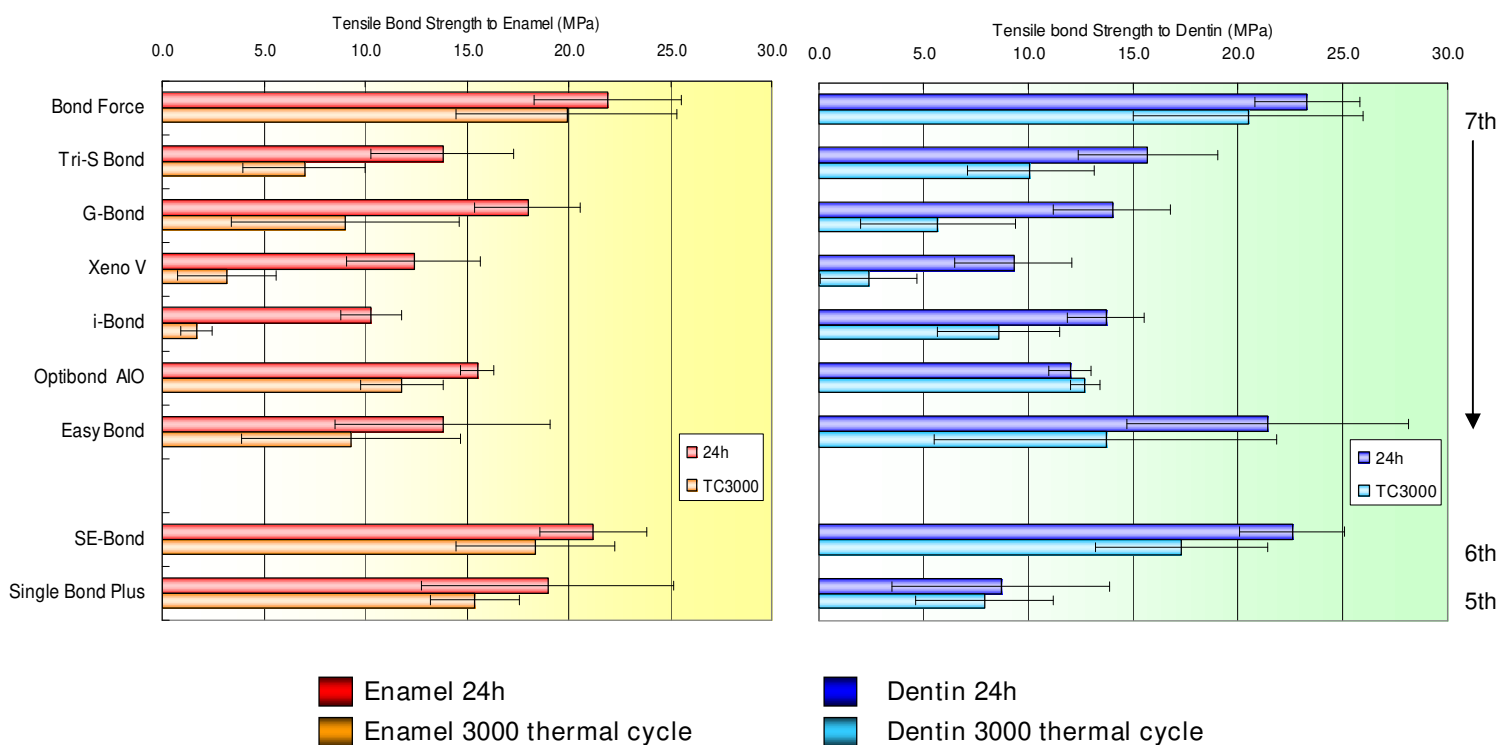 Tensile Bond Strength to Enamel (MPa)
0.0 5.0 10.0 15.0 20.0 25.0 30.0
Tensile bond Strength to Dentin (MPa)
0.0 5.0 10.0 15.0 20.0 25.0 30.0
Bond Force
Tri-S Bond
G-Bond
Xeno V
i-Bond
Optibond AIO
Easy Bond
SE-Bond
Single Bond Plus
24h
TC3000
24h
TC3000
7th
6th
5th
Enamel 24h
Enamel 3000 thermal cycle
Dentin 24h
Dentin 3000 thermal cycle